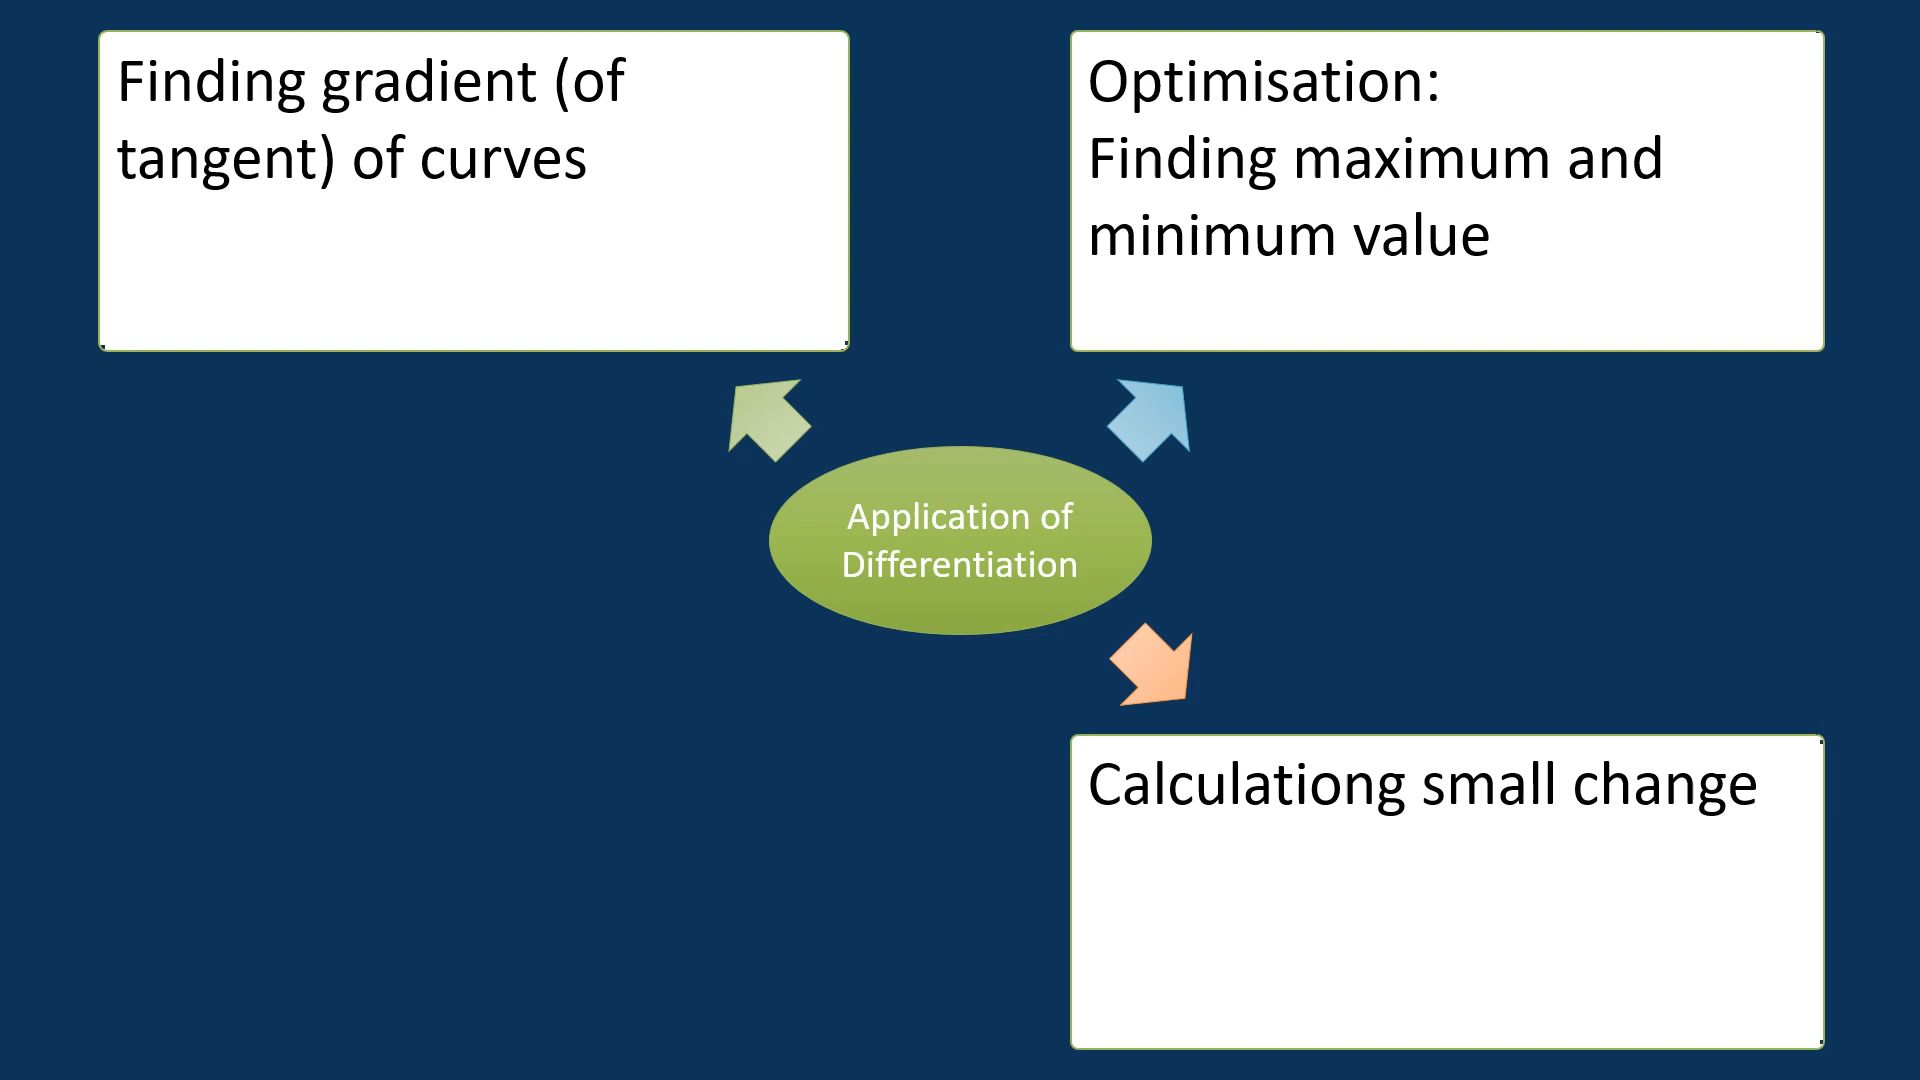 Finding gradient (of
tangent) of curves
Optimisation:
Finding maximum and
minimum value
Application of
Differentiation
Calculationg small change